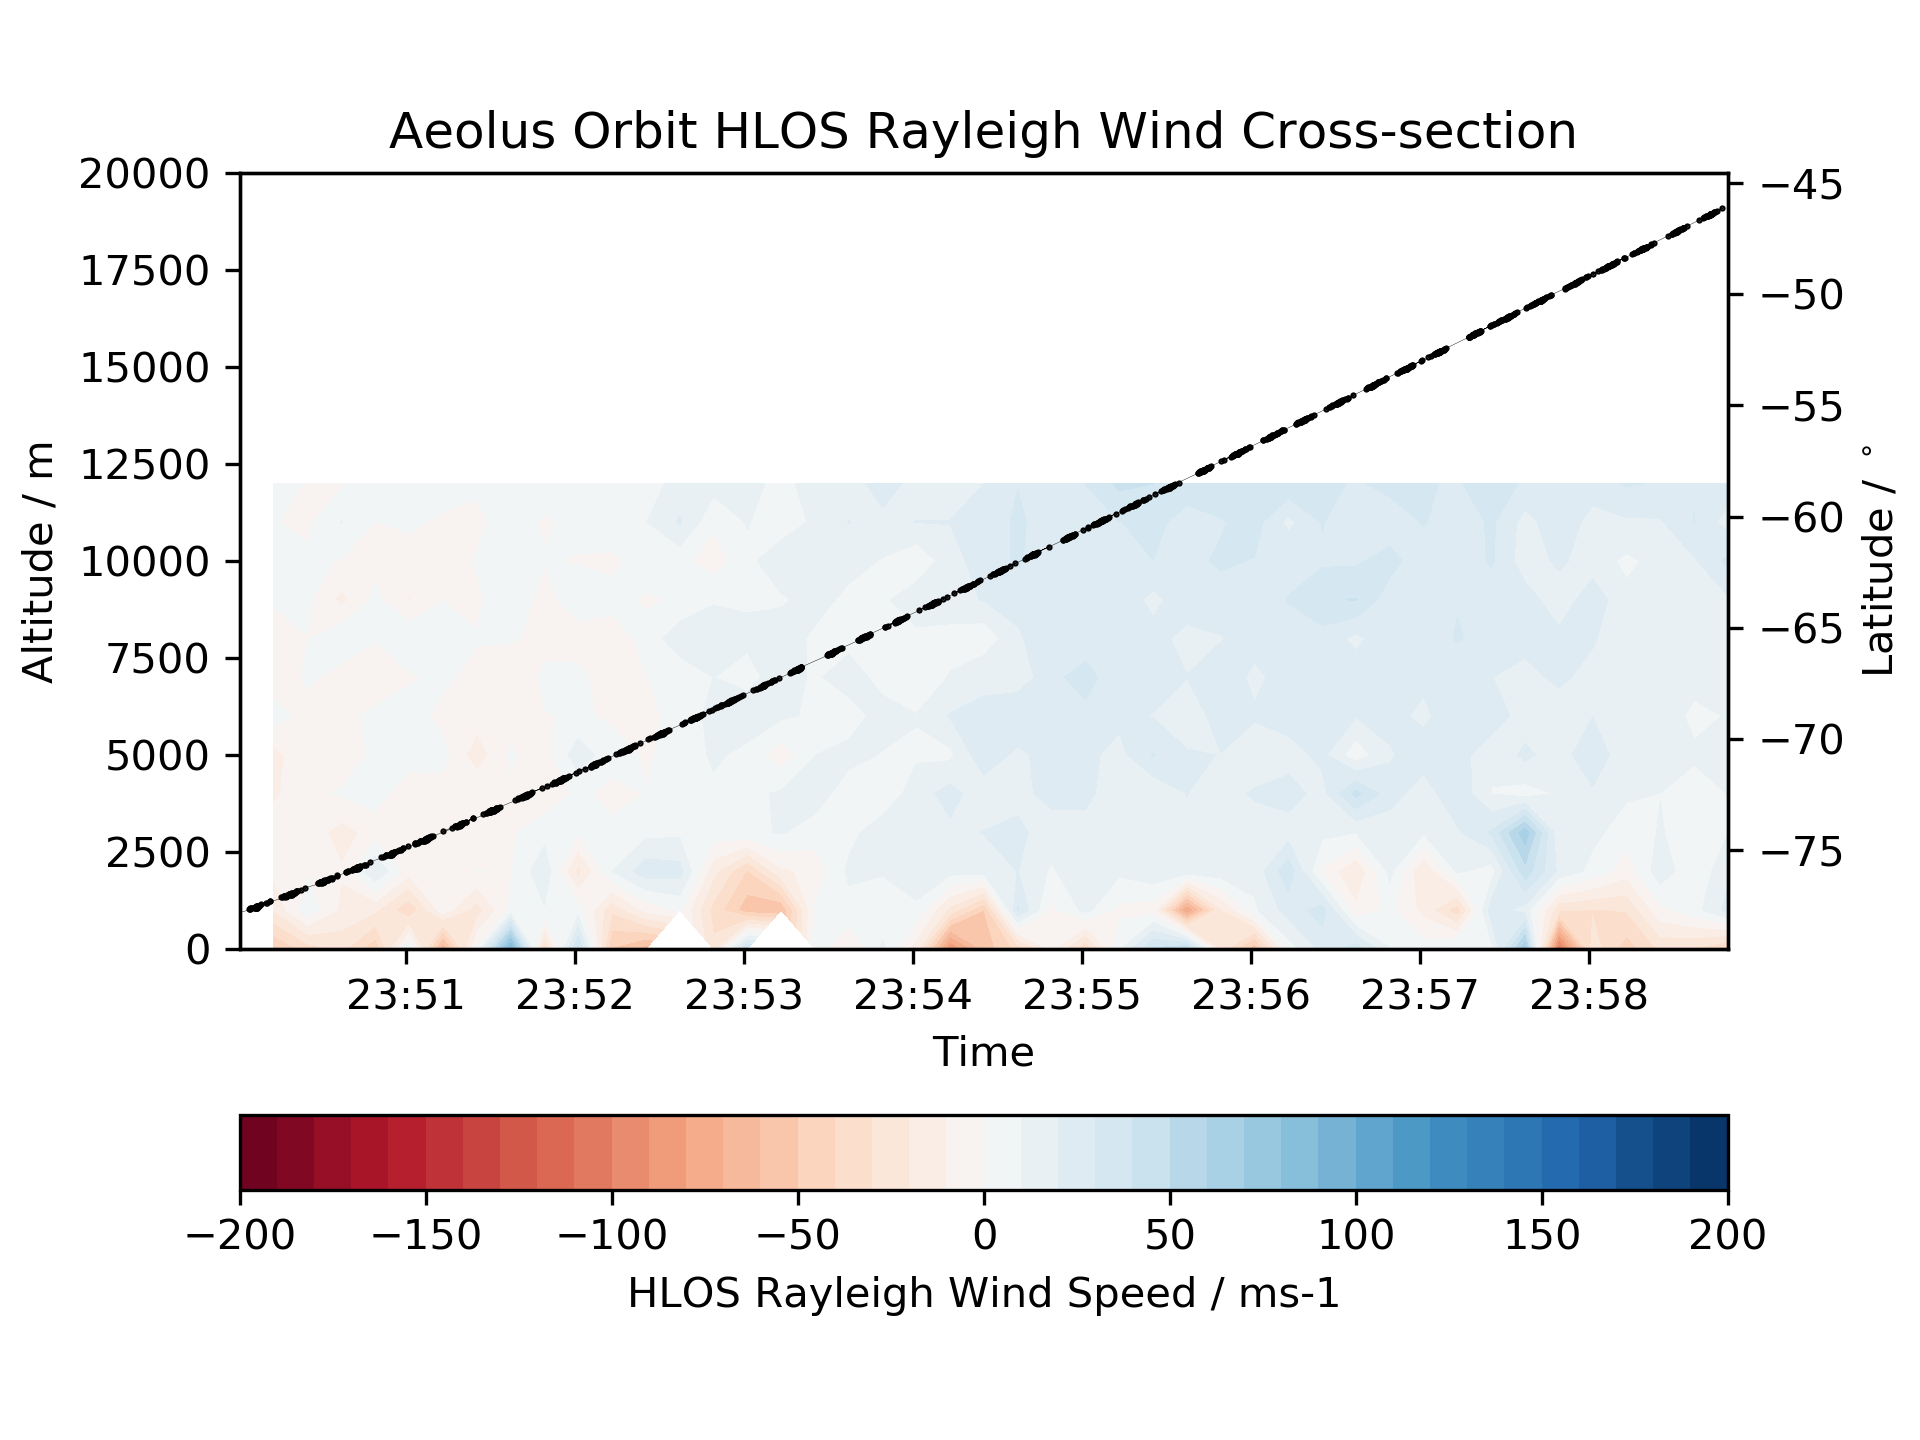 Aeolus Orbit HLOS Rayleigh Wind Cross-section
20000
17500
15000
12500
10000
7500
5000
2500
0
Altitude / m
−45
−50
−55
−60
−65
−70
−75
Latitude / °
23:51 23:52 23:53 23:54 23:55 23:56 23:57 23:58
Time
−200 −150 −100 −50 0 50 100 150 200
HLOS Rayleigh Wind Speed / ms-1